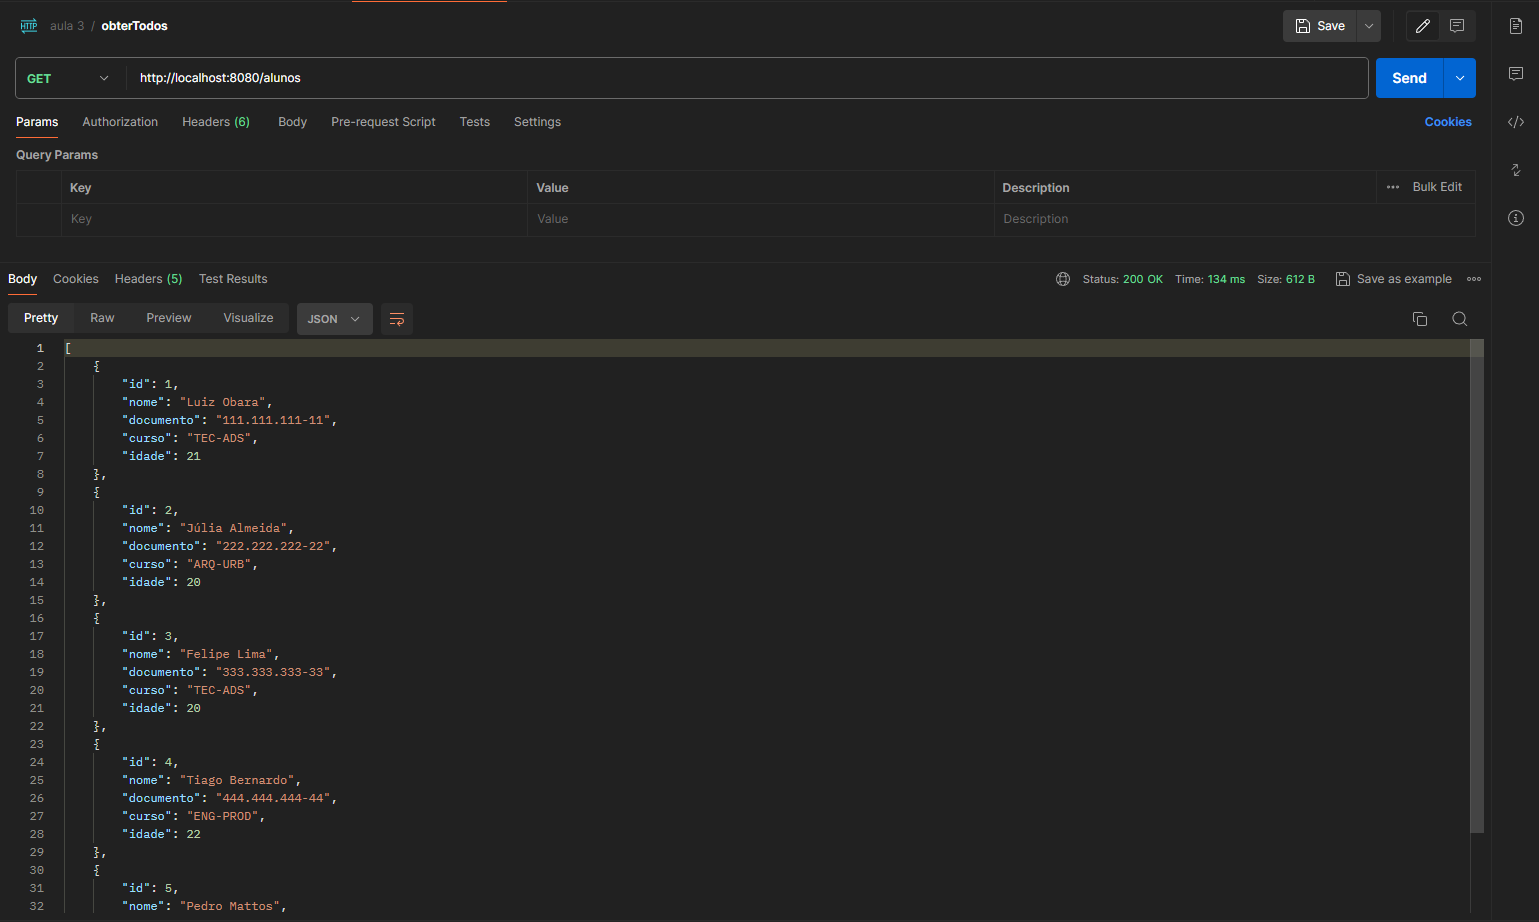 HTTP aula 3 / obterTodos Save
GET http://localhost:8080/alunos Send
Params Authorization Headers (6) Body Pre-request Script Tests Settings Cookies
Query Params
Key Value Description ••• Bulk Edit
Key Value Description
Body Cookies Headers (5) Test Results Status: 200 OK Time: 134 ms Size: 612 B Save as example
Pretty Raw Preview Visualize JSON
1 [
2 {
3 "id": 1,
4 "nome": "Luiz Obara",
5 "documento": "111.111.111-11",
6 "curso": "TEC-ADS",
7 "idade": 21
8 },
9 {
10 "id": 2,
11 "nome": "Júlia Almeida",
12 "documento": "222.222.222-22",
13 "curso": "ARQ-URB",
14 "idade": 20
15 },
16 {
17 "id": 3,
18 "nome": "Felipe Lima",
19 "documento": "333.333.333-33",
20 "curso": "TEC-ADS",
21 "idade": 20
22 },
23 {
24 "id": 4,
25 "nome": "Tiago Bernardo",
26 "documento": "444.444.444-44",
27 "curso": "ENG-PROD",
28 "idade": 22
29 },
30 {
31 "id": 5,
32 "nome": "Pedro Mattos",